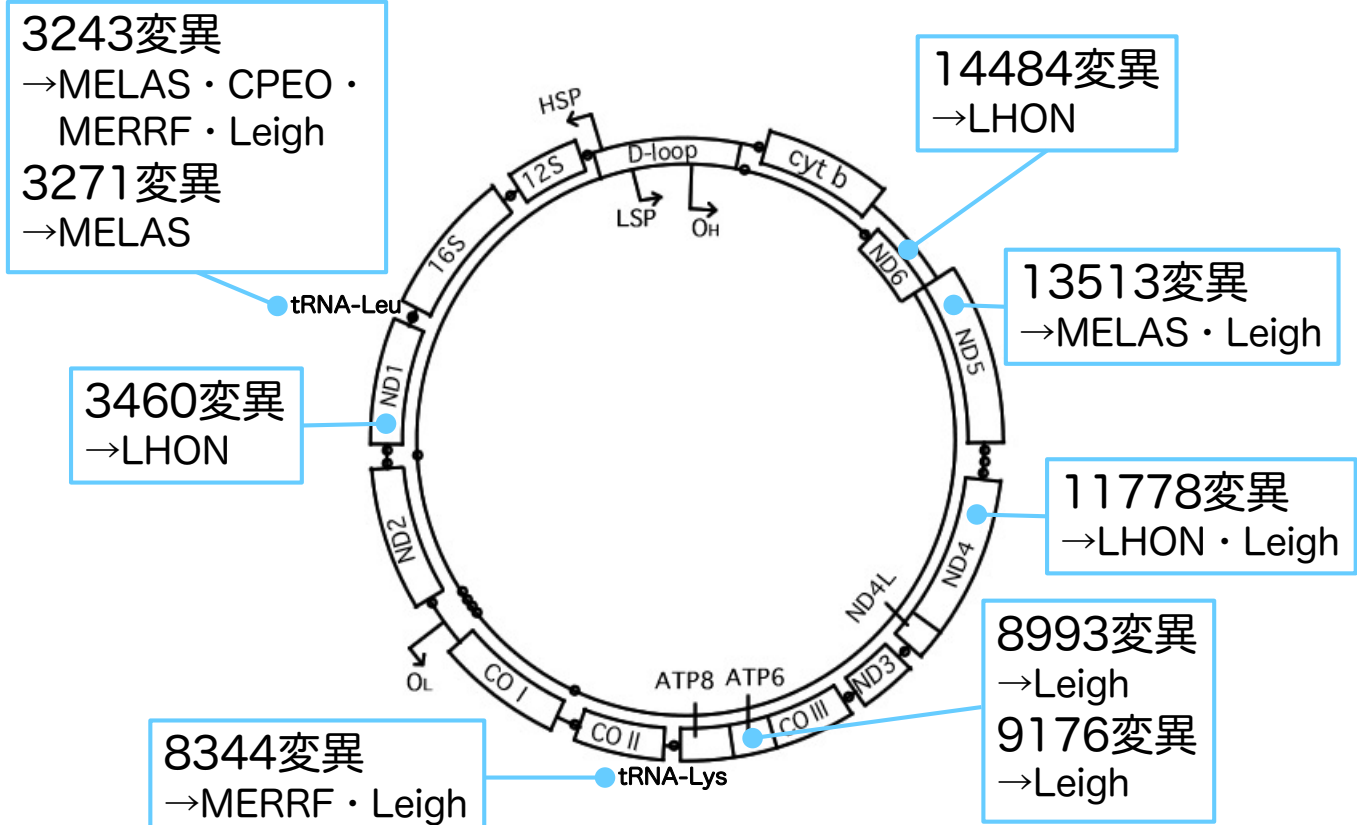 3243変異
→MELAS・CPEO・
MERRF・Leigh
3271変異
→MELAS
14484変異
→LHON
HSP
D-loop
12S
cyt b
LSP
OH
16S
ND6
13513変異
→MELAS・Leigh
tRNA-Leu
ND5
ND1
3460変異
→LHON
11778変異
→LHON・Leigh
ND2
ND4
ND4L
8993変異
→Leigh
9176変異
→Leigh
OL
CO I
ATP8
ATP6
ND3
CO III
CO II
8344変異
→MERRF・Leigh
tRNA-Lys